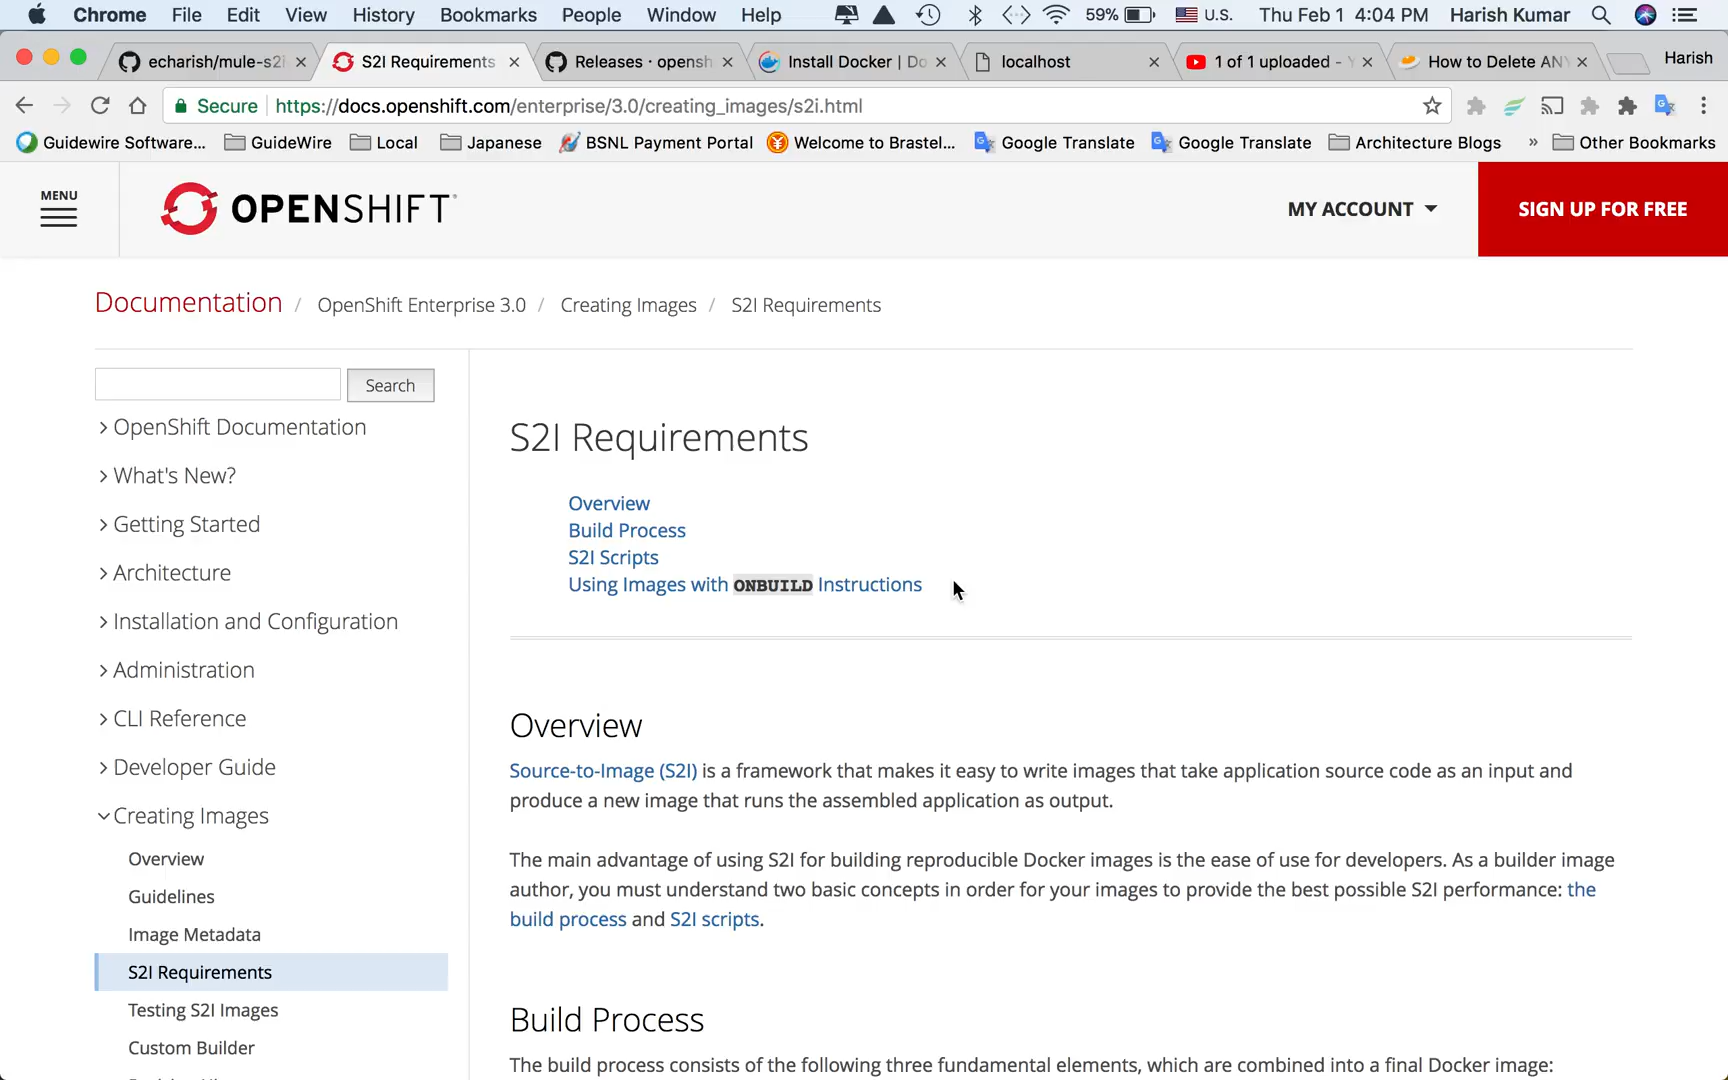 Chrome File Edit View History Bookmarks People Window Help 59% U.S. Thu Feb 1 4:04 PM Harish Kumar
echarish/mule-s2i S2I Requirements Releases · opensh Install Docker | Do localhost 1 of 1 uploaded - Y How to Delete ANY Harish
Secure https://docs.openshift.com/enterprise/3.0/creating_images/s2i.html
Guidewire Software... GuideWire Local Japanese BSNL Payment Portal Welcome to Brastel... Google Translate Google Translate Architecture Blogs » Other Bookmarks
MENU
OPENSHIFT
MY ACCOUNT
SIGN UP FOR FREE
Documentation / OpenShift Enterprise 3.0 / Creating Images / S2I Requirements
Search
OpenShift Documentation
What's New?
Getting Started
Architecture
Installation and Configuration
Administration
CLI Reference
Developer Guide
Creating Images
Overview
Guidelines
Image Metadata
S2I Requirements
Testing S2I Images
Custom Builder
S2I Requirements
Overview
Build Process
S2I Scripts
Using Images with ONBUILD Instructions
Overview
Source-to-Image (S2I) is a framework that makes it easy to write images that take application source code as an input and
produce a new image that runs the assembled application as output.
The main advantage of using S2I for building reproducible Docker images is the ease of use for developers. As a builder image
author, you must understand two basic concepts in order for your images to provide the best possible S2I performance: the
build process and S2I scripts.
Build Process
The build process consists of the following three fundamental elements, which are combined into a final Docker image: